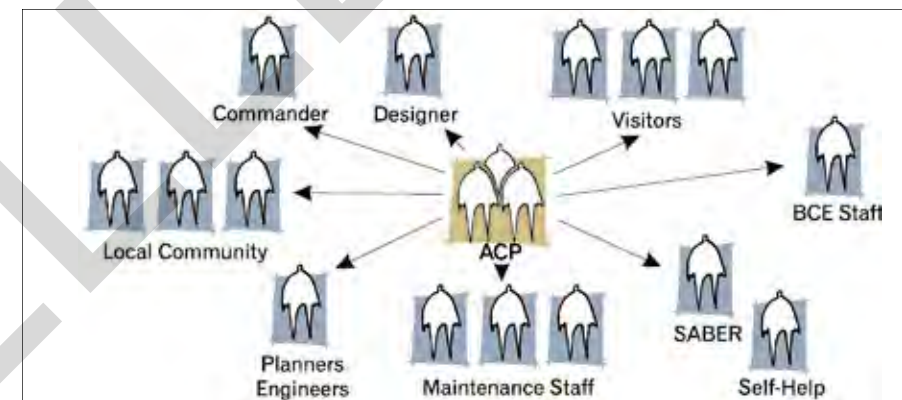 Commander
Designer
Visitors
BCE Staff
Local Community
ACP
SABER
Planners
Engineers
Maintenance Staff
Self-Help